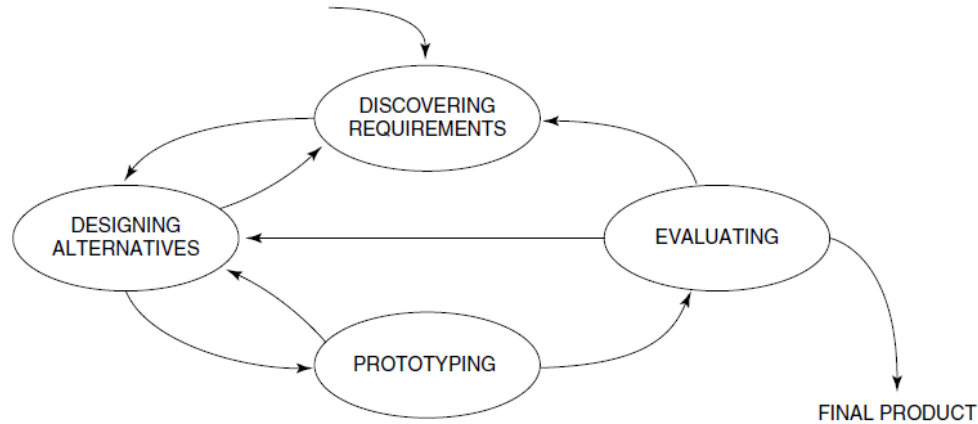 DISCOVERING
REQUIREMENTS
DESIGNING
ALTERNATIVES
EVALUATING
PROTOTYPING
FINAL PRODUCT